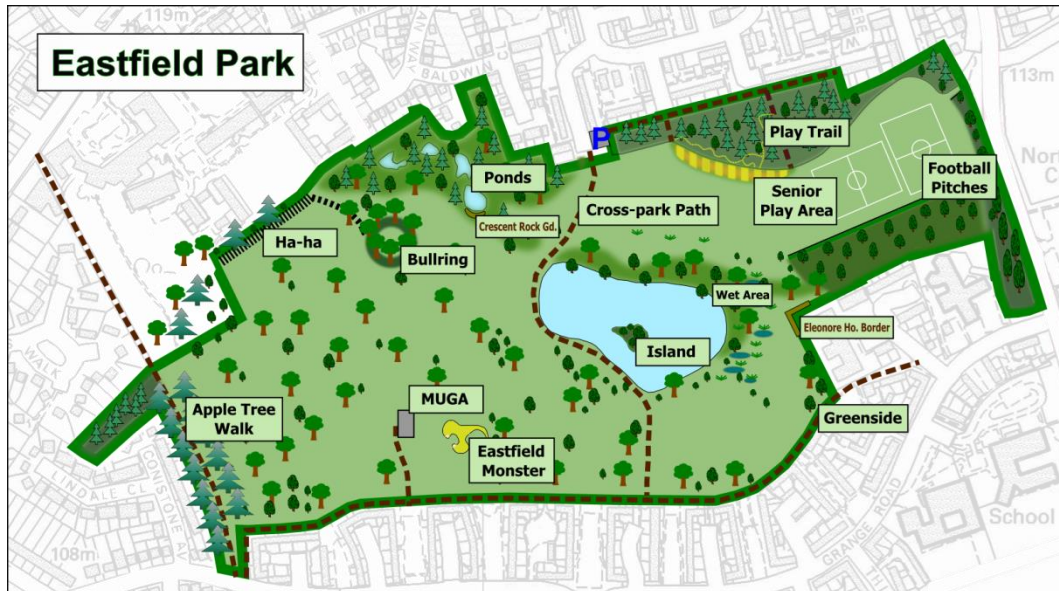 Eastfield Park
119m
BALDWIN
113m
P
Play Trail
Ponds
Senior
Play Area
Football
Pitches
Cross-park Path
Crescent Rock Gd.
Ha-ha
Bullring
Wet Area
Eleonore Ho. Border
Island
MUGA
Apple Tree
Walk
Greenside
Eastfield
Monster
CONISTONE
School
GRANGE ROAD
108m